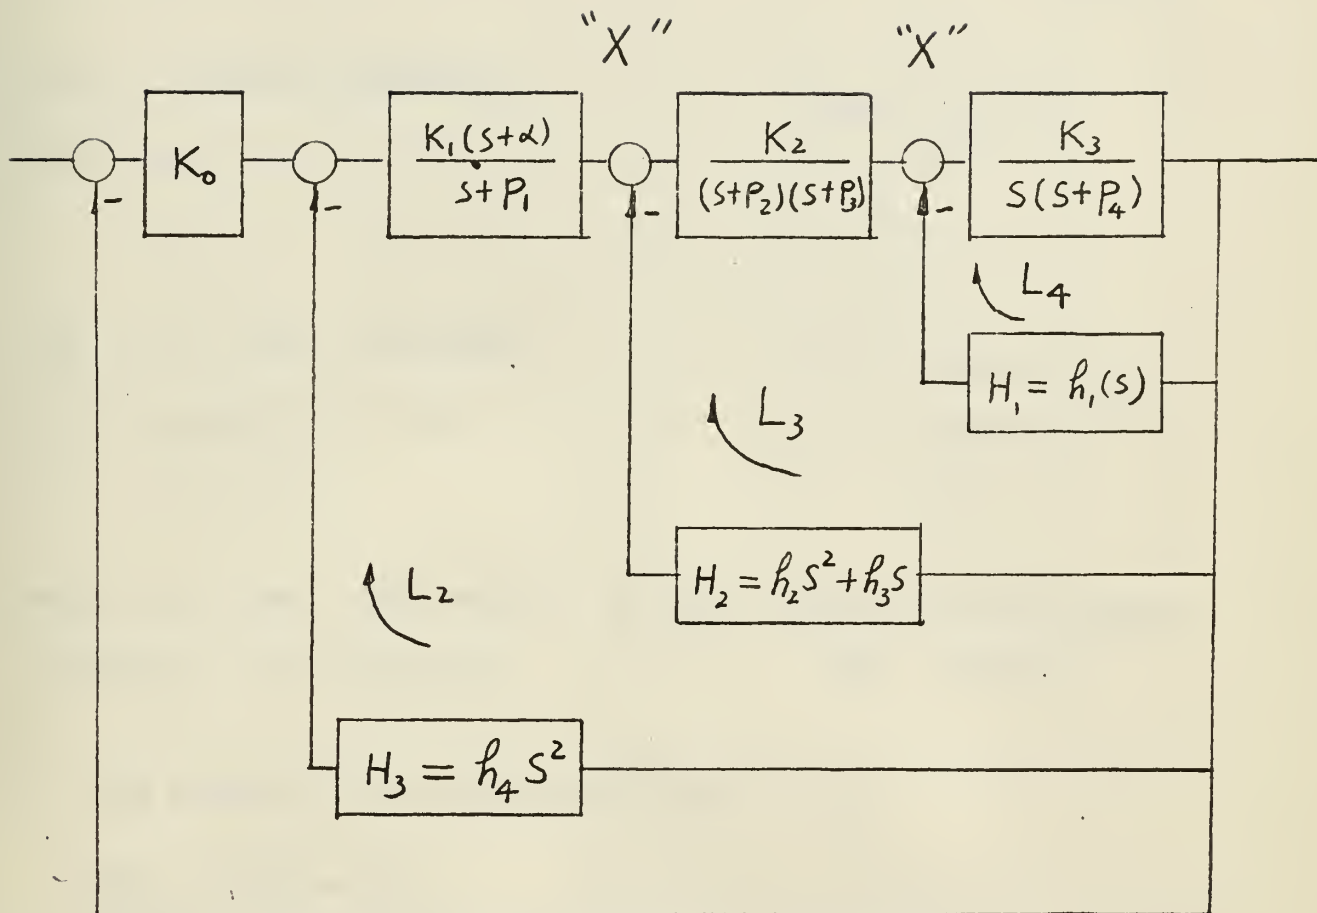 "X"
"X"
K₀
K₁(s+α)
s+P₁
K₂
(s+P₂)(s+P₃)
K₃
S(S+P₄)
-
-
-
-
L₄
H₁ = h₁(s)
L₃
H₂ = h₂S²+h₃S
L₂
H₃ = h₄S²